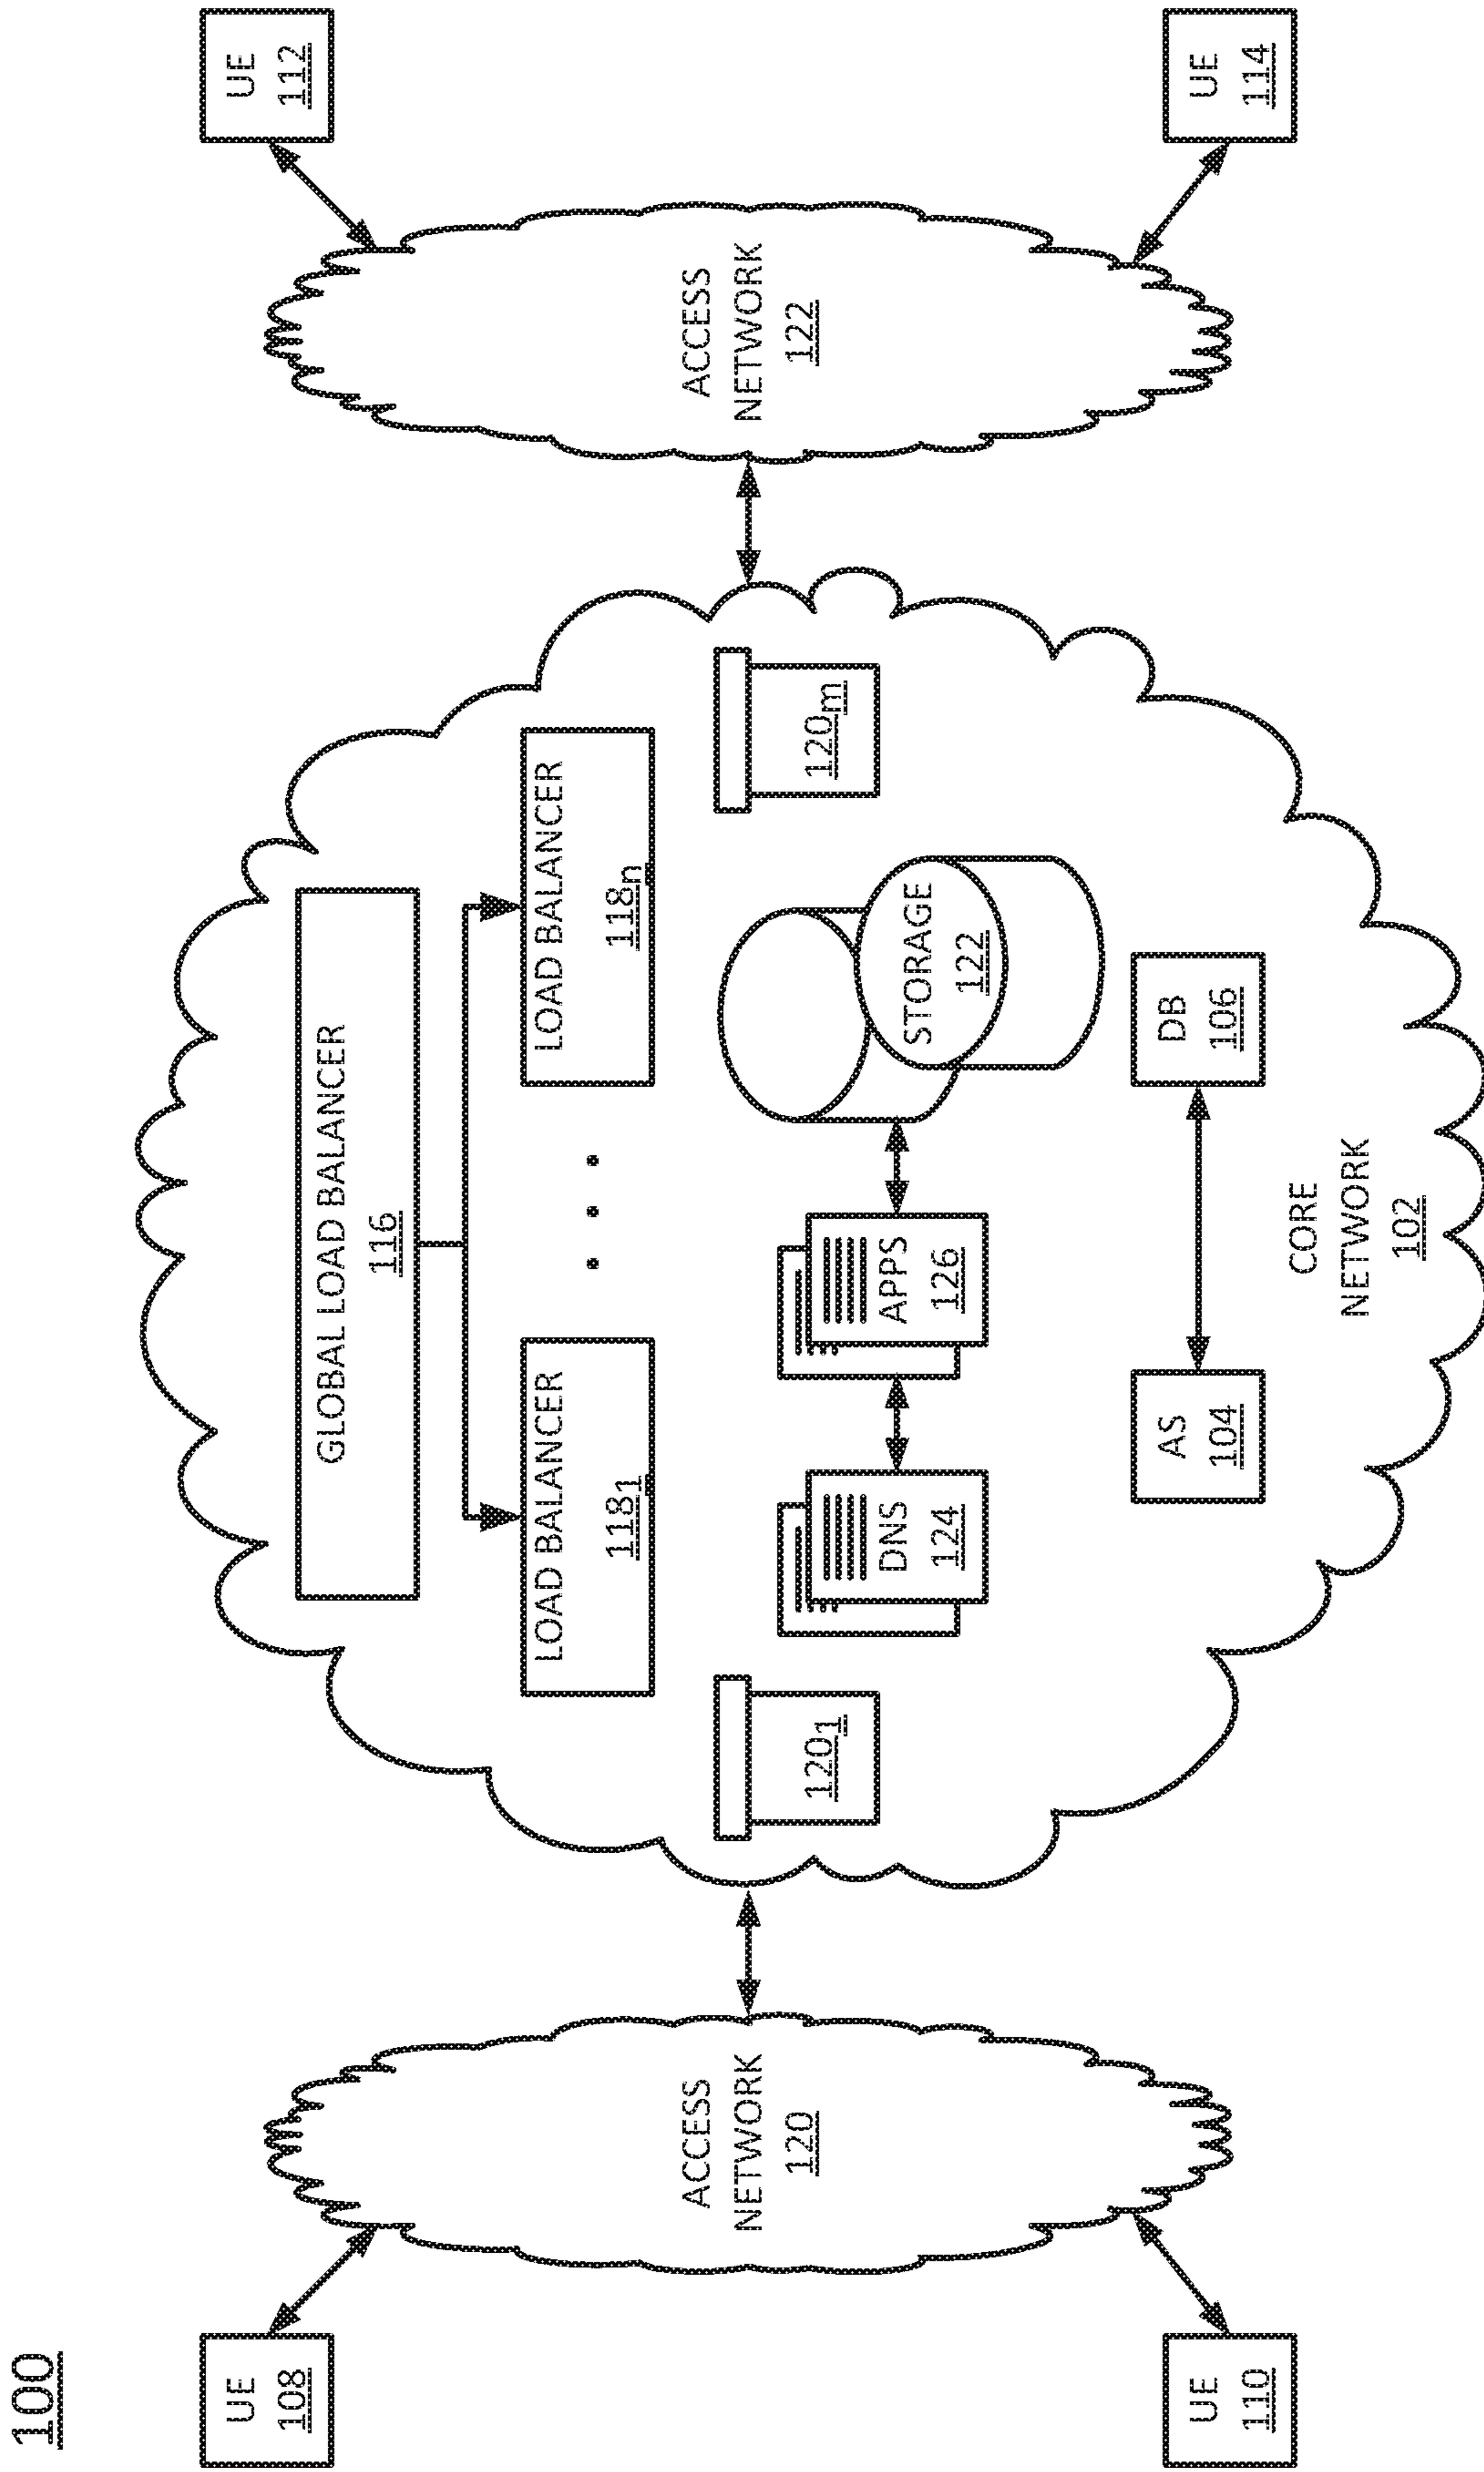 100
UE
108
UE
110
ACCESS
NETWORK
120
GLOBAL LOAD BALANCER
116
LOAD BALANCER
118₁
. . .
LOAD BALANCER
118ₙ
120₁
DNS
124
APPS
126
STORAGE
122
120ₘ
AS
104
DB
106
CORE
NETWORK
102
ACCESS
NETWORK
122
UE
112
UE
114